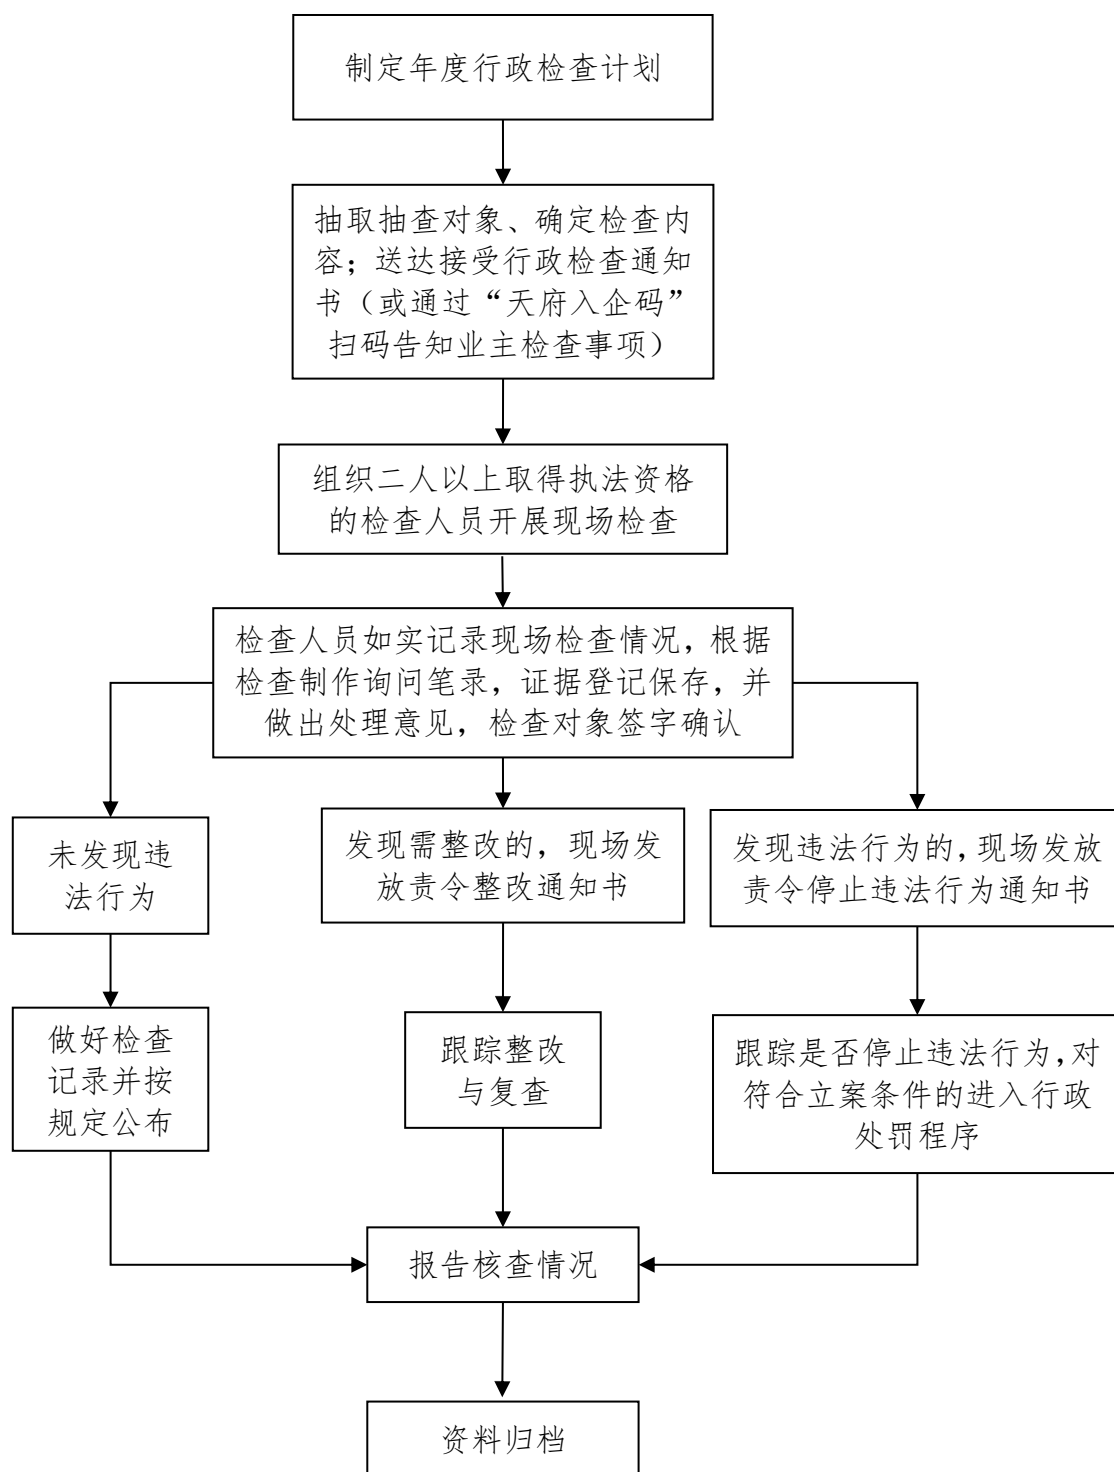 制定年度行政检查计划
抽取抽查对象、确定检查内
容；送达接受行政检查通知
书（或通过“天府入企码”
扫码告知业主检查事项）
组织二人以上取得执法资格
的检查人员开展现场检查
检查人员如实记录现场检查情况，根据
检查制作询问笔录，证据登记保存，并
做出处理意见，检查对象签字确认
未发现违
法行为
发现需整改的，现场发
放责令整改通知书
发现违法行为的，现场发放
责令停止违法行为通知书
做好检查
记录并按
规定公布
跟踪整改
与复查
跟踪是否停止违法行为，对
符合立案条件的进入行政
处罚程序
报告核查情况
资料归档